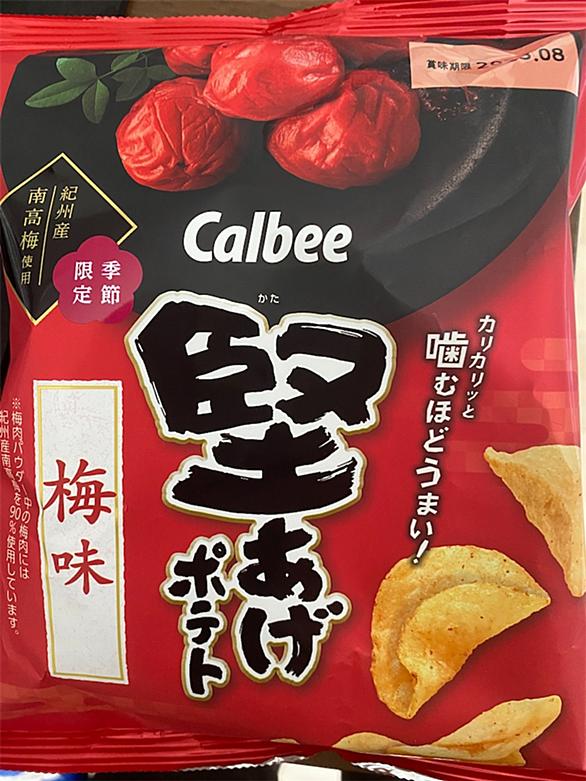 賞味期限
Calbee
紀州産
南高梅使用
季節
限定
かた
堅あげ
ポテト
カリカリッと
噛むほどうまい!
梅味
※梅肉パウダー中の梅肉には
紀州産南高梅を90%使用しています。